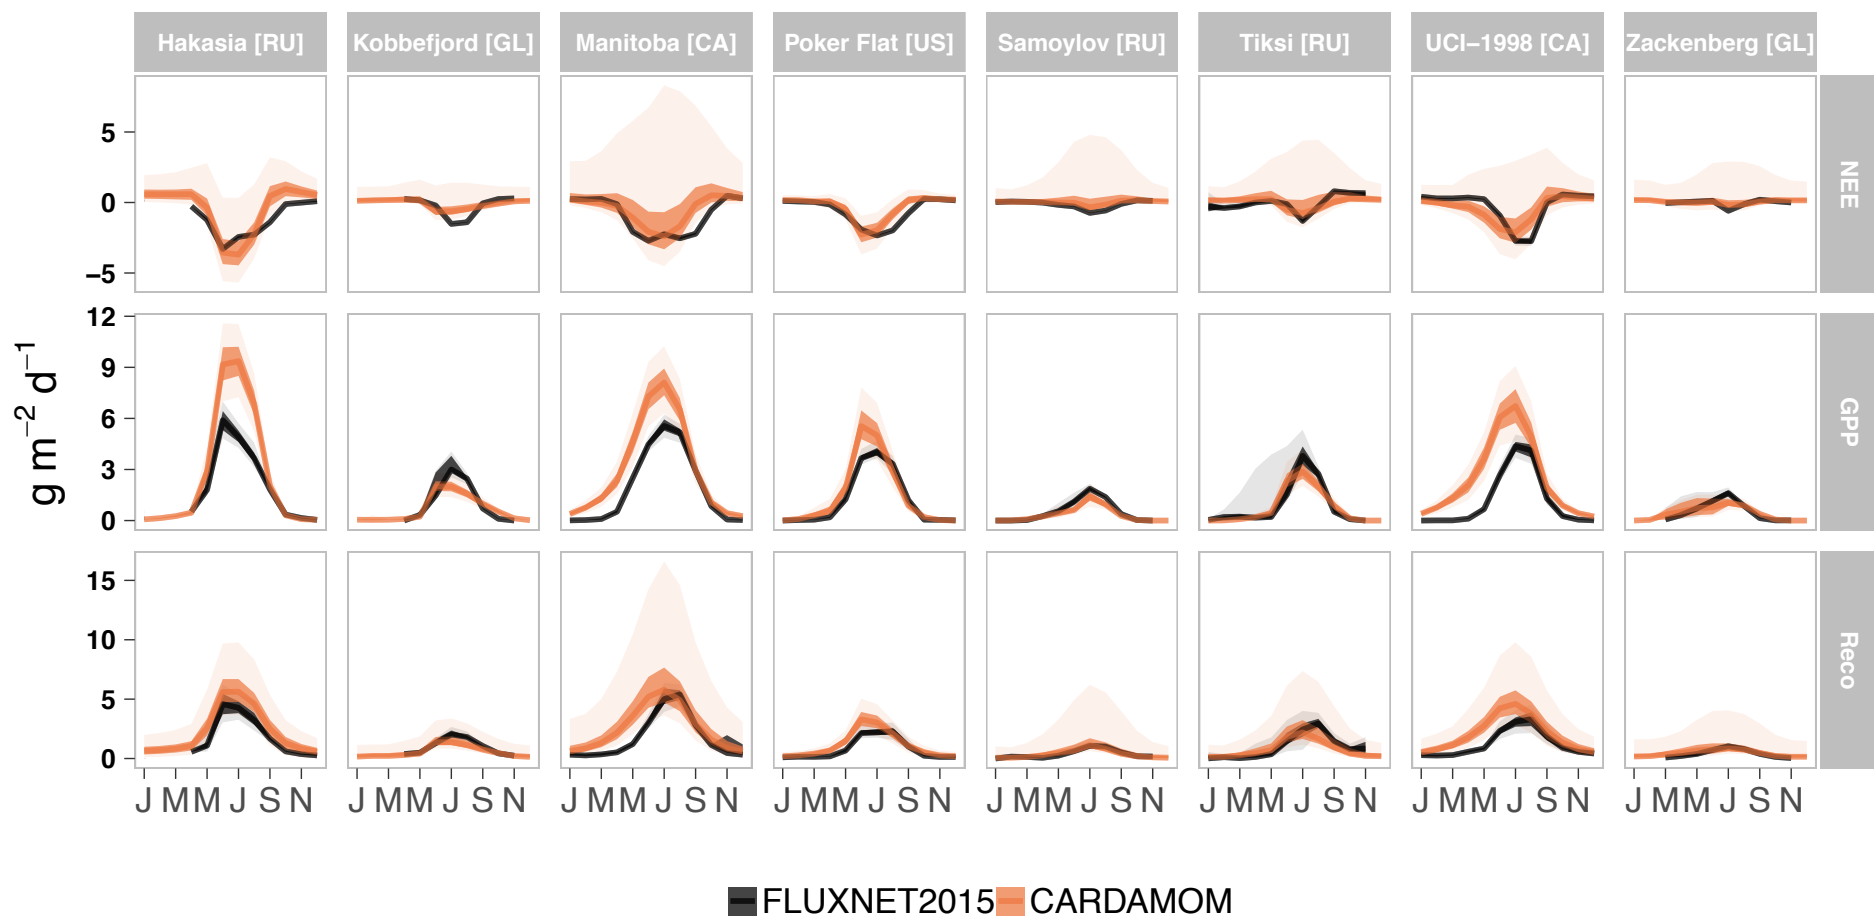 Hakasia [RU] Kobbefjord [GL] Manitoba [CA] Poker Flat [US] Samoylov [RU] Tiksi [RU] UCI−1998 [CA] Zackenberg [GL]
5
0
−5
NEE
12
9
6
3
0
GPP
g m−2 d−1
15
10
5
0
Reco
J M M J S N J M M J S N J M M J S N J M M J S N J M M J S N J M M J S N J M M J S N J M M J S N
FLUXNET2015 CARDAMOM